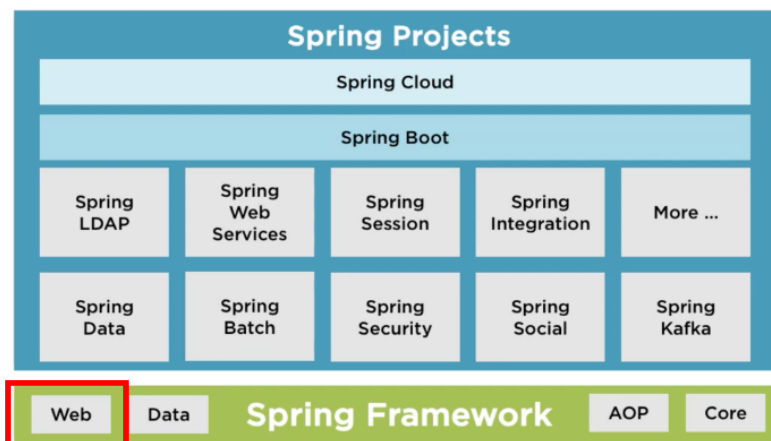 Spring Projects
Spring Cloud
Spring Boot
Spring
LDAP
Spring
Web
Services
Spring
Session
Spring
Integration
More ...
Spring
Data
Spring
Batch
Spring
Security
Spring
Social
Spring
Kafka
Web
Data
Spring Framework
AOP
Core